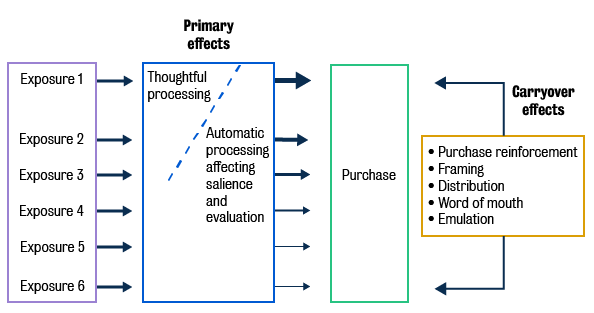 Primary
effects
Exposure 1
Exposure 2
Exposure 3
Exposure 4
Exposure 5
Exposure 6
Thoughtful
processing
Automatic
processing
affecting
salience
and
evaluation
Purchase
Carryover
effects
• Purchase reinforcement
• Framing
• Distribution
• Word of mouth
• Emulation